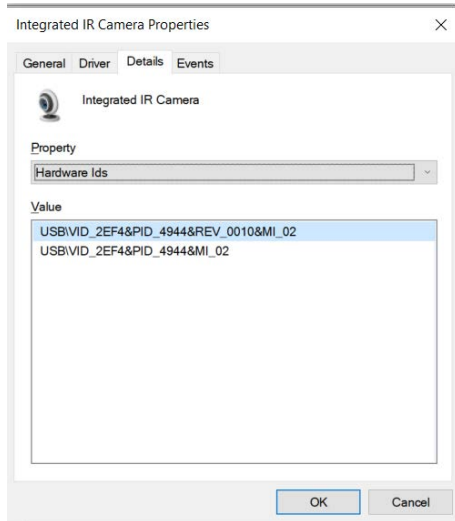 Integrated IR Camera Properties
General Driver Details Events
Integrated IR Camera
Property
Hardware Ids
Value
USB\VID_2EF4&PID_4944&REV_0010&MI_02
USB\VID_2EF4&PID_4944&MI_02
OK Cancel